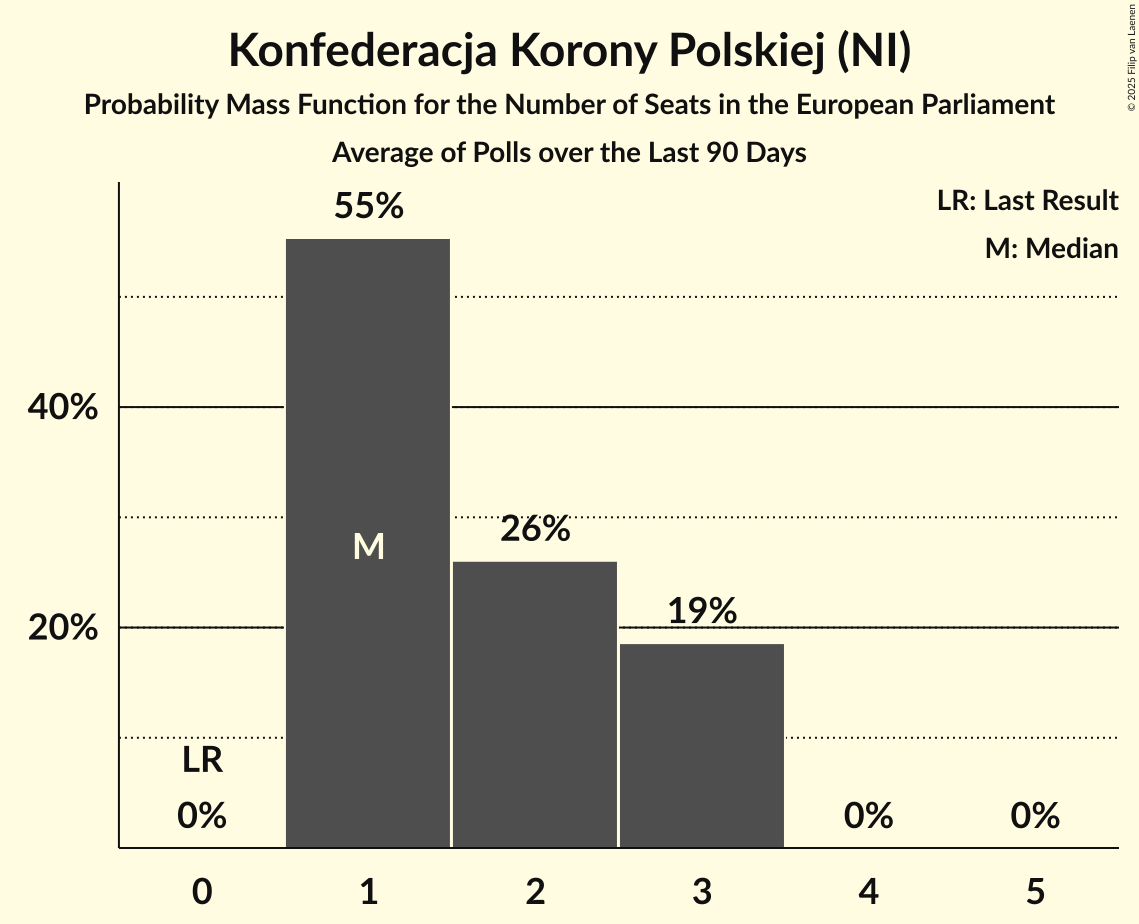 Konfederacja Korony Polskiej (NI)
Probability Mass Function for the Number of Seats in the European Parliament
Average of Polls over the Last 90 Days
© 2025 Filip van Laenen
LR: Last Result
M: Median
55%
40%
M
26%
20%
19%
LR
0%
0%
0%
0
1
2
3
4
5